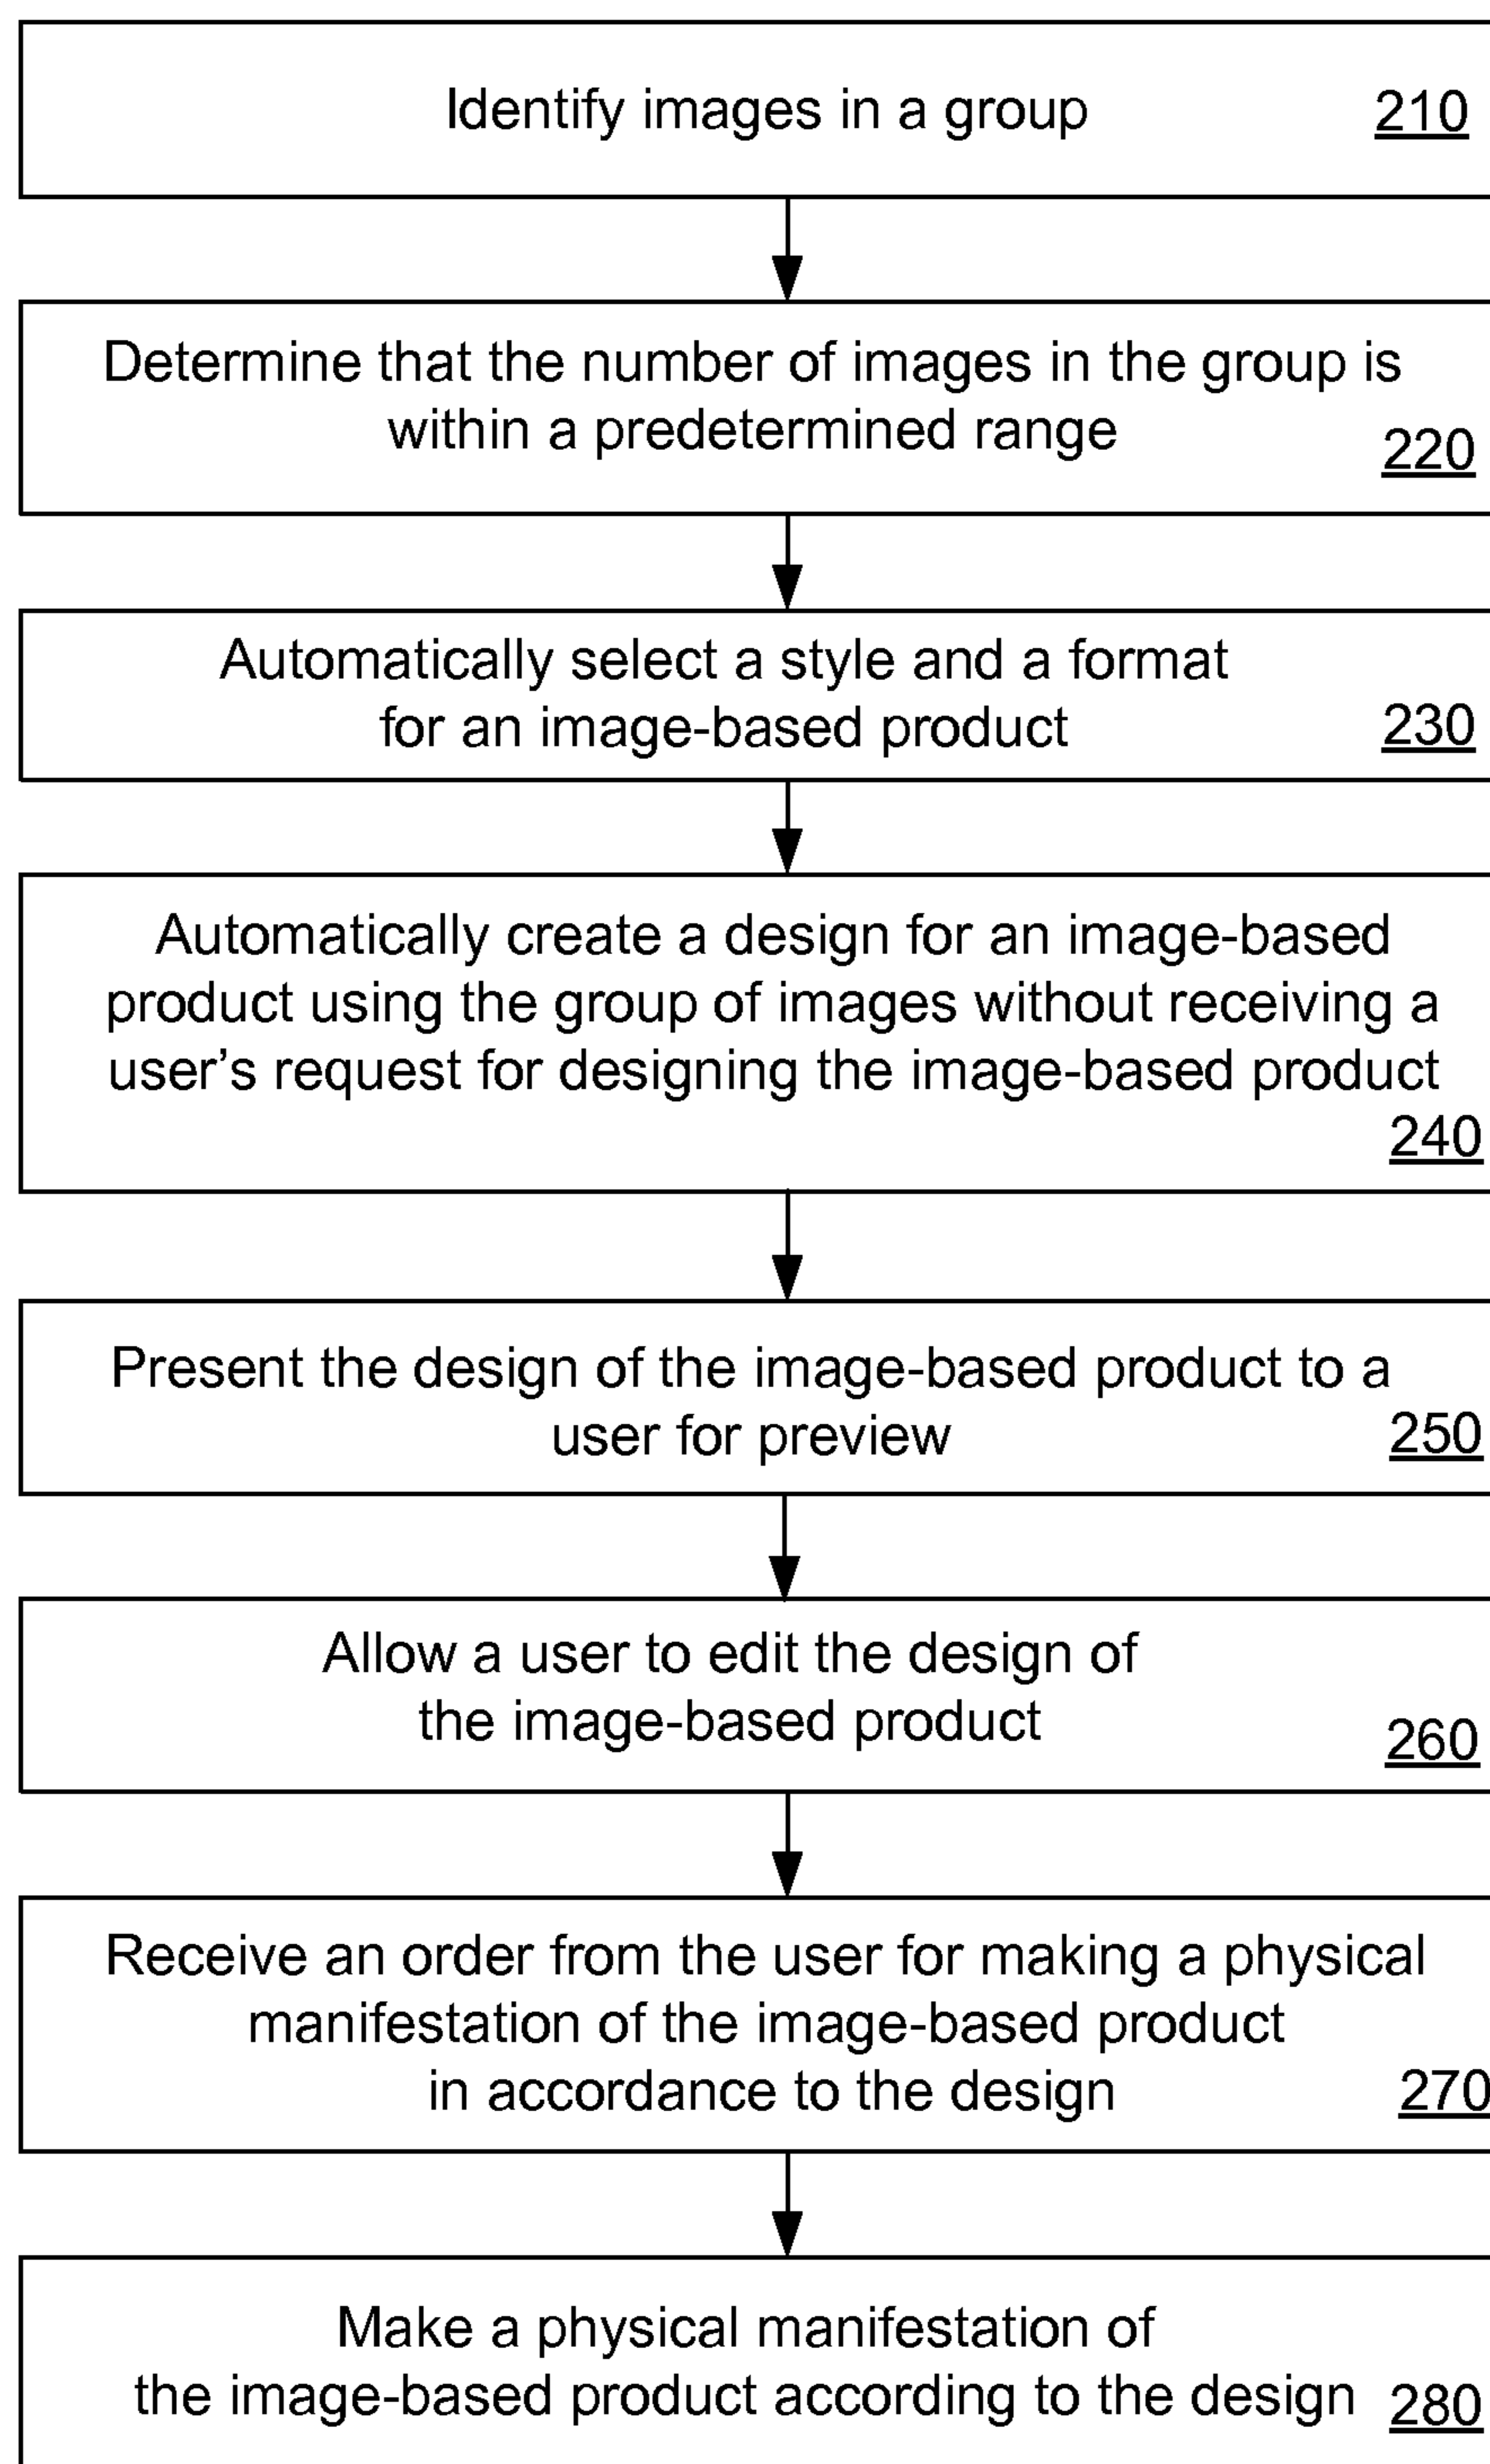 Identify images in a group 210
Determine that the number of images in the group is
within a predetermined range
220
Automatically select a style and a format
for an image-based product 230
Automatically create a design for an image-based
product using the group of images without receiving a
user's request for designing the image-based product
240
Present the design of the image-based product to a
user for preview 250
Allow a user to edit the design of
the image-based product 260
Receive an order from the user for making a physical
manifestation of the image-based product
in accordance to the design 270
Make a physical manifestation of
the image-based product according to the design 280